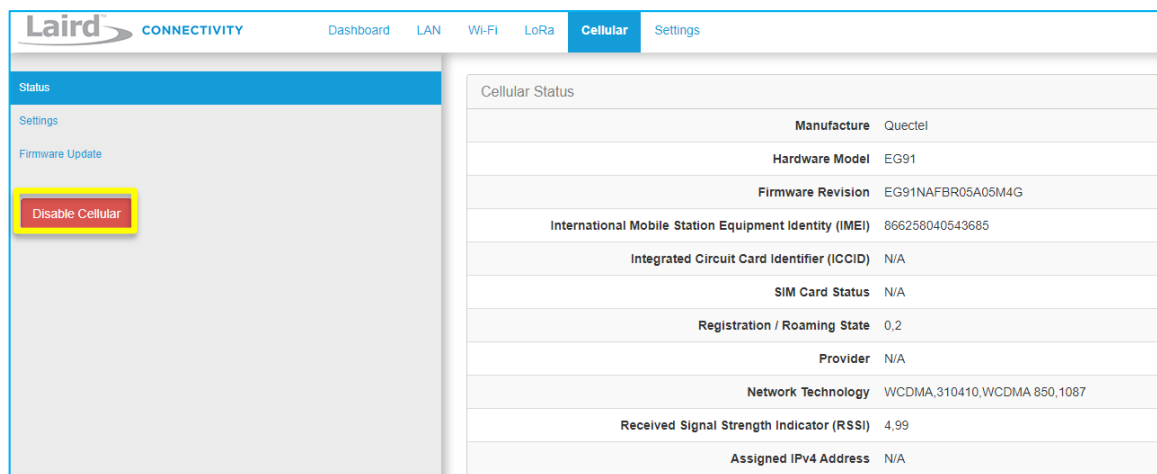 Laird™ CONNECTIVITY Dashboard LAN Wi-Fi LoRa Cellular Settings
Status
Settings
Firmware Update
Disable Cellular
Cellular Status
Manufacture Quectel
Hardware Model EG91
Firmware Revision EG91NAFBR05A05M4G
International Mobile Station Equipment Identity (IMEI) 866258040543685
Integrated Circuit Card Identifier (ICCID) N/A
SIM Card Status N/A
Registration / Roaming State 0,2
Provider N/A
Network Technology WCDMA,310410,WCDMA 850,1087
Received Signal Strength Indicator (RSSI) 4,99
Assigned IPv4 Address N/A